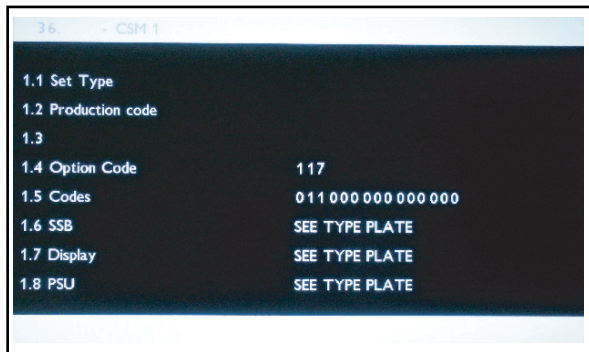 36. - CSM 1
1.1 Set Type
1.2 Production code
1.3
1.4 Option Code 117
1.5 Codes 011 000 000 000 000
1.6 SSB SEE TYPE PLATE
1.7 Display SEE TYPE PLATE
1.8 PSU SEE TYPE PLATE